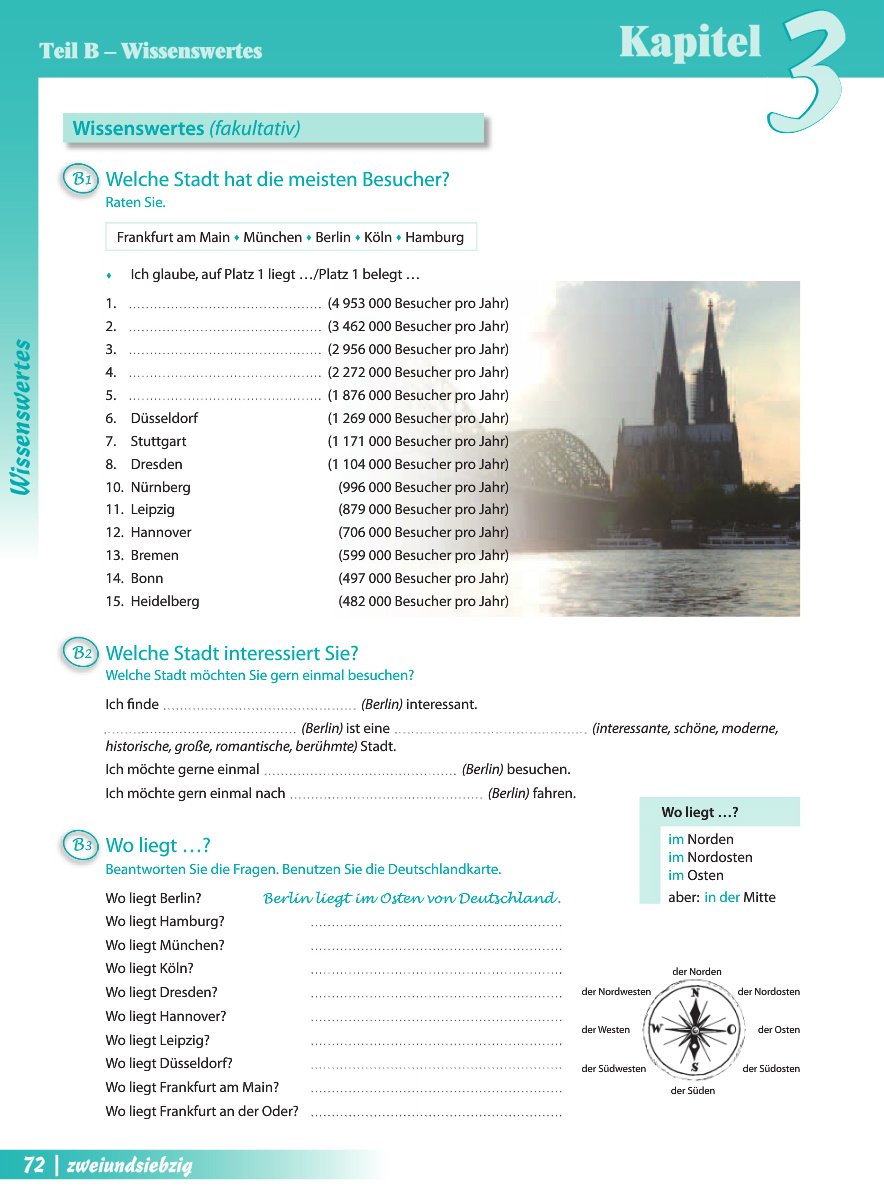 Teil B – Wissenswertes
Kapitel 3
Wissenswertes
Wissenswertes (fakultativ)
B1 Welche Stadt hat die meisten Besucher?
Raten Sie.
Frankfurt am Main ♦ München ♦ Berlin ♦ Köln ♦ Hamburg
♦ Ich glaube, auf Platz 1 liegt …/Platz 1 belegt …
1. ............................................. (4 953 000 Besucher pro Jahr)
2. ............................................. (3 462 000 Besucher pro Jahr)
3. ............................................. (2 956 000 Besucher pro Jahr)
4. ............................................. (2 272 000 Besucher pro Jahr)
5. ............................................. (1 876 000 Besucher pro Jahr)
6. Düsseldorf (1 269 000 Besucher pro Jahr)
7. Stuttgart (1 171 000 Besucher pro Jahr)
8. Dresden (1 104 000 Besucher pro Jahr)
10. Nürnberg (996 000 Besucher pro Jahr)
11. Leipzig (879 000 Besucher pro Jahr)
12. Hannover (706 000 Besucher pro Jahr)
13. Bremen (599 000 Besucher pro Jahr)
14. Bonn (497 000 Besucher pro Jahr)
15. Heidelberg (482 000 Besucher pro Jahr)
B2 Welche Stadt interessiert Sie?
Welche Stadt möchten Sie gern einmal besuchen?
Ich finde ............................................. (Berlin) interessant.
............................................. (Berlin) ist eine ............................................. (interessante, schöne, moderne,
historische, große, romantische, berühmte) Stadt.
Ich möchte gerne einmal ............................................. (Berlin) besuchen.
Ich möchte gern einmal nach ............................................. (Berlin) fahren.
Wo liegt …?
im Norden
im Nordosten
im Osten
aber: in der Mitte
B3 Wo liegt …?
Beantworten Sie die Fragen. Benutzen Sie die Deutschlandkarte.
Wo liegt Berlin? Berlin liegt im Osten von Deutschland.
Wo liegt Hamburg? .............................................
Wo liegt München? .............................................
Wo liegt Köln? .............................................
Wo liegt Dresden? .............................................
Wo liegt Hannover? .............................................
Wo liegt Leipzig? .............................................
Wo liegt Düsseldorf? .............................................
Wo liegt Frankfurt am Main? .............................................
Wo liegt Frankfurt an der Oder? .............................................
der Norden
der Nordwesten N der Nordosten
der Westen W O der Osten
der Südwesten S der Südosten
der Süden
72 | zweiundsiebzig